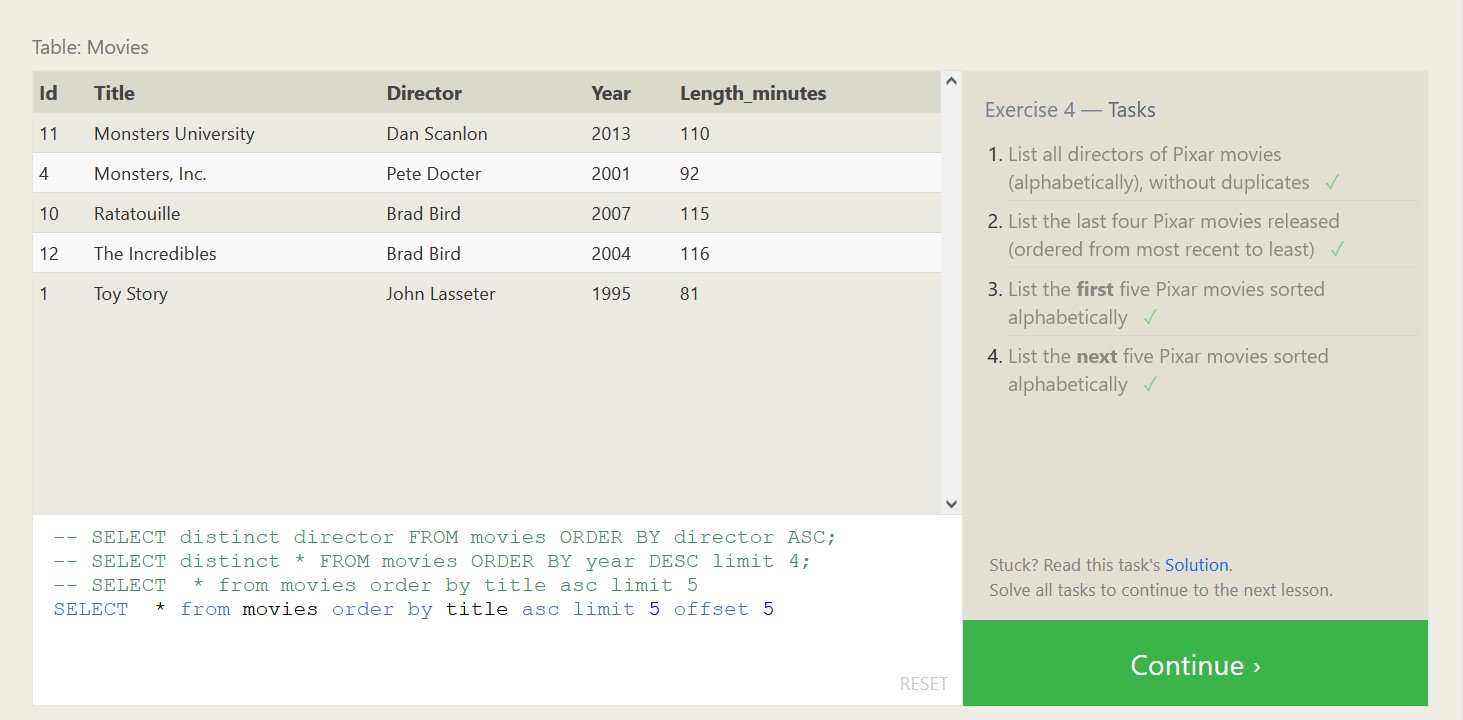 Table: Movies
Id Title Director Year Length_minutes
11 Monsters University Dan Scanlon 2013 110
4 Monsters, Inc. Pete Docter 2001 92
10 Ratatouille Brad Bird 2007 115
12 The Incredibles Brad Bird 2004 116
1 Toy Story John Lasseter 1995 81
-- SELECT distinct director FROM movies ORDER BY director ASC;
-- SELECT distinct * FROM movies ORDER BY year DESC limit 4;
-- SELECT  * from movies order by title asc limit 5
SELECT  * from movies order by title asc limit 5 offset 5
RESET
Exercise 4 — Tasks
1. List all directors of Pixar movies
(alphabetically), without duplicates ✓
2. List the last four Pixar movies released
(ordered from most recent to least) ✓
3. List the first five Pixar movies sorted
alphabetically ✓
4. List the next five Pixar movies sorted
alphabetically ✓
Stuck? Read this task's Solution.
Solve all tasks to continue to the next lesson.
Continue ›